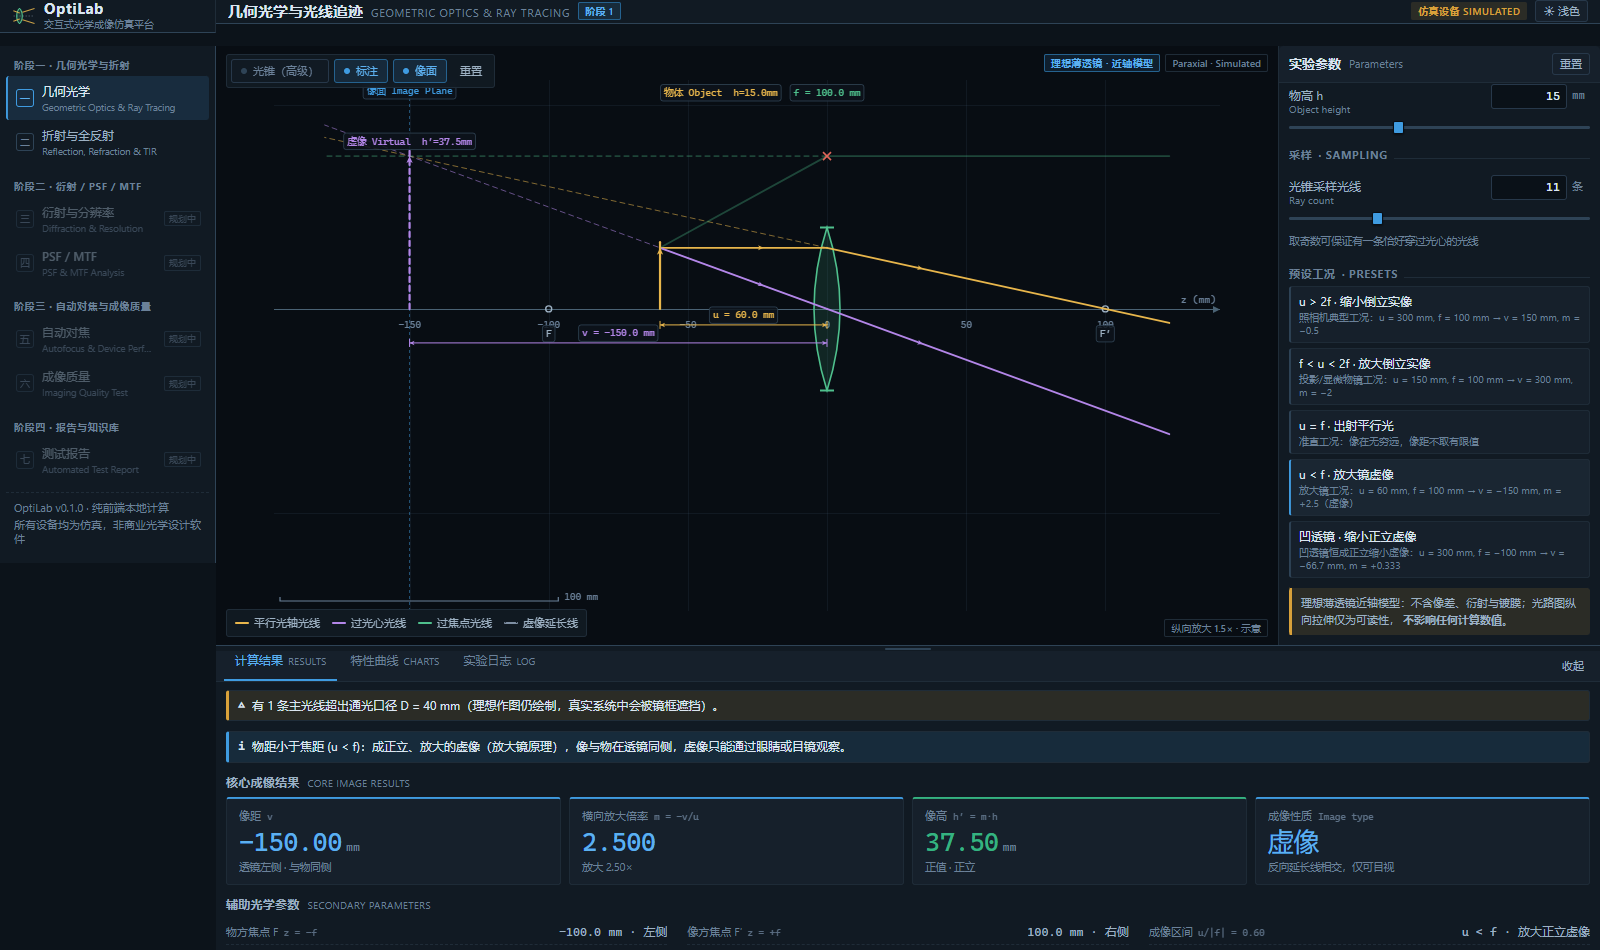 OptiLab
交互式光学成像仿真平台
几何光学与光线追迹 GEOMETRIC OPTICS & RAY TRACING 阶段 1
仿真设备 SIMULATED
☀ 浅色
阶段一 · 几何光学与折射
一 几何光学
Geometric Optics & Ray Tracing
二 折射与全反射
Reflection, Refraction & TIR
阶段二 · 衍射 / PSF / MTF
三 衍射与分辨率 规划中
Diffraction & Resolution
四 PSF / MTF 规划中
PSF & MTF Analysis
阶段三 · 自动对焦与成像质量
五 自动对焦 规划中
Autofocus & Device Perf...
六 成像质量 规划中
Imaging Quality Test
阶段四 · 报告与知识库
七 测试报告 规划中
Automated Test Report
OptiLab v0.1.0 · 纯前端本地计算
所有设备均为仿真，非商业光学设计软
件
光锥（高级） 标注 像面 重置
理想薄透镜 · 近轴模型 Paraxial · Simulated
像面 Image Plane
物体 Object h=15.0mm
f = 100.0 mm
虚像 Virtual h′=37.5mm
z (mm)
−150 −100 −50 0 50 100
u = 60.0 mm
F
v = −150.0 mm
F′
100 mm
平行光轴光线 过光心光线 过焦点光线 虚像延长线
纵向放大 1.5× · 示意
实验参数 Parameters 重置
物高 h 15 mm
Object height
采样 · SAMPLING
光锥采样光线 11 条
Ray count
取奇数可保证有一条恰好穿过光心的光线
预设工况 · PRESETS
u > 2f · 缩小倒立实像
照相机典型工况：u = 300 mm, f = 100 mm → v = 150 mm, m =
−0.5
f < u < 2f · 放大倒立实像
投影/显微物镜工况：u = 150 mm, f = 100 mm → v = 300 mm,
m = −2
u = f · 出射平行光
准直工况：像在无穷远，像距不取有限值
u < f · 放大镜虚像
放大镜工况：u = 60 mm, f = 100 mm → v = −150 mm, m =
+2.5（虚像）
凹透镜 · 缩小正立虚像
凹透镜恒成正立缩小虚像：u = 300 mm, f = −100 mm → v =
−66.7 mm, m = +0.333
理想薄透镜近轴模型：不含像差、衍射与镀膜；光路图纵
向拉伸仅为可读性，不影响任何计算数值。
计算结果 RESULTS 特性曲线 CHARTS 实验日志 LOG 收起
有 1 条主光线超出通光口径 D = 40 mm（理想作图仍绘制，真实系统中会被镜框遮挡）。
i 物距小于焦距 (u < f)：成正立、放大的虚像（放大镜原理），像与物在透镜同侧，虚像只能通过眼睛或目镜观察。
核心成像结果 CORE IMAGE RESULTS
像距 v
−150.00 mm
透镜左侧 · 与物同侧
横向放大倍率 m = −v/u
2.500
放大 2.50×
像高 h′ = m·h
37.50 mm
正值 · 正立
成像性质 Image type
虚像
反向延长线相交，仅可目视
辅助光学参数 SECONDARY PARAMETERS
物方焦点 F z = −f −100.0 mm · 左侧
像方焦点 F′ z = +f 100.0 mm · 右侧
成像区间 u/|f| = 0.60 u < f · 放大正立虚像